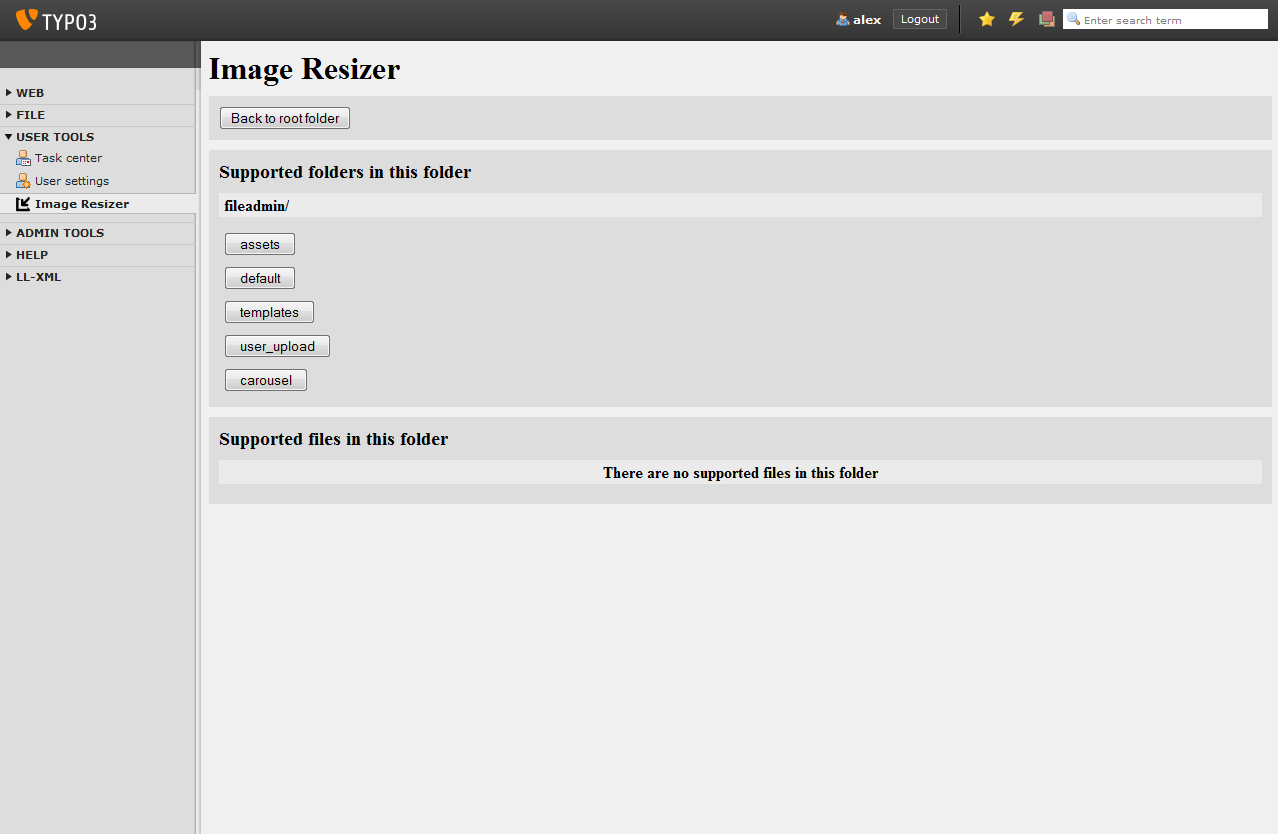 TYPO3
alex
Logout
Enter search term
WEB
FILE
USER TOOLS
Task center
User settings
Image Resizer
ADMIN TOOLS
HELP
LL-XML
Image Resizer
Back to root folder
Supported folders in this folder
fileadmin/
assets
default
templates
user_upload
carousel
Supported files in this folder
There are no supported files in this folder